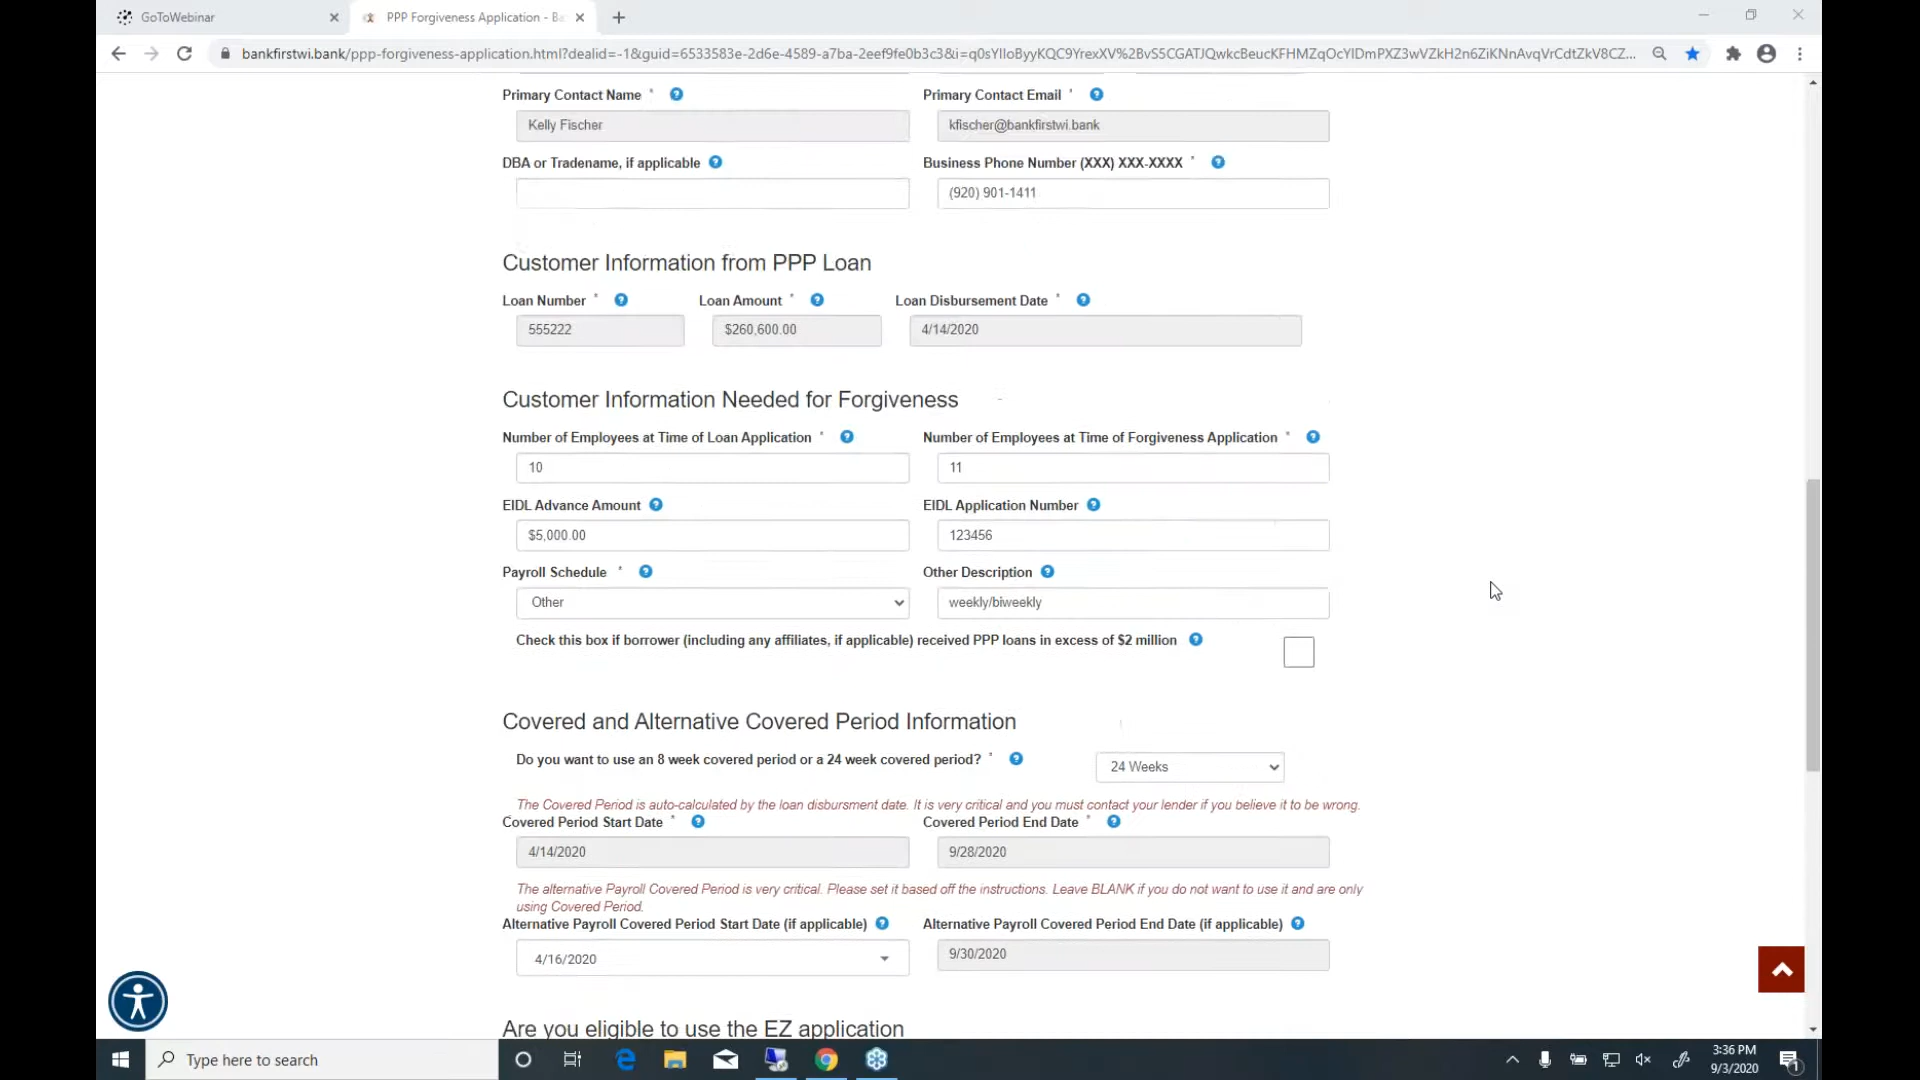 GoToWebinar
PPP Forgiveness Application - Ba
bankfirstwi.bank/ppp-forgiveness-application.html?dealid=-1&guid=6533583e-2d6e-4589-a7ba-2eef9fe0b3c3&i=q0sYIIoByyKQC9YrexXV%2BvS5CGATJQwkcBeucKFHMZqOcYIDmPXZ3wVZkH2n6ZiKNnAvqVrCdtZkV8CZ...
Primary Contact Name * Primary Contact Email *
Kelly Fischer kfischer@bankfirstwi.bank
DBA or Tradename, if applicable Business Phone Number (XXX) XXX-XXXX *
(920) 901-1411
Customer Information from PPP Loan
Loan Number * Loan Amount * Loan Disbursement Date *
555222 $260,600.00 4/14/2020
Customer Information Needed for Forgiveness
Number of Employees at Time of Loan Application * Number of Employees at Time of Forgiveness Application *
10 11
EIDL Advance Amount EIDL Application Number
$5,000.00 123456
Payroll Schedule * Other Description
Other weekly/biweekly
Check this box if borrower (including any affiliates, if applicable) received PPP loans in excess of $2 million
Covered and Alternative Covered Period Information
Do you want to use an 8 week covered period or a 24 week covered period? * 24 Weeks
The Covered Period is auto-calculated by the loan disbursment date. It is very critical and you must contact your lender if you believe it to be wrong.
Covered Period Start Date * Covered Period End Date *
4/14/2020 9/28/2020
The alternative Payroll Covered Period is very critical. Please set it based off the instructions. Leave BLANK if you do not want to use it and are only
using Covered Period.
Alternative Payroll Covered Period Start Date (if applicable) Alternative Payroll Covered Period End Date (if applicable)
4/16/2020 9/30/2020
Are you eligible to use the EZ application
Type here to search
3:36 PM
9/3/2020
1